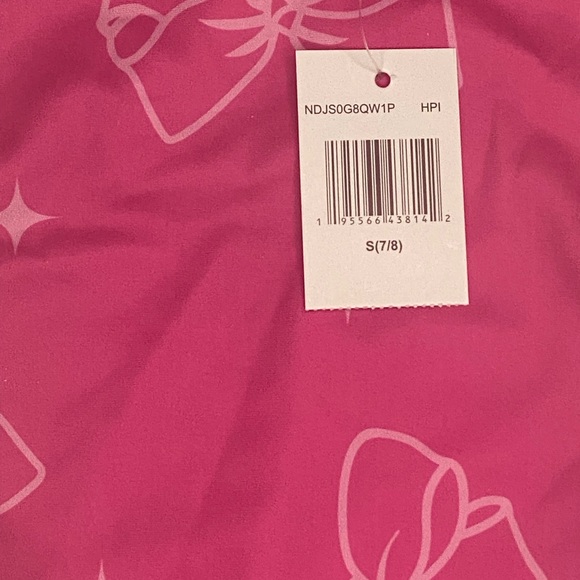 NDJS0G8QW1P HPI
1 95566 43814 2
S(7/8)